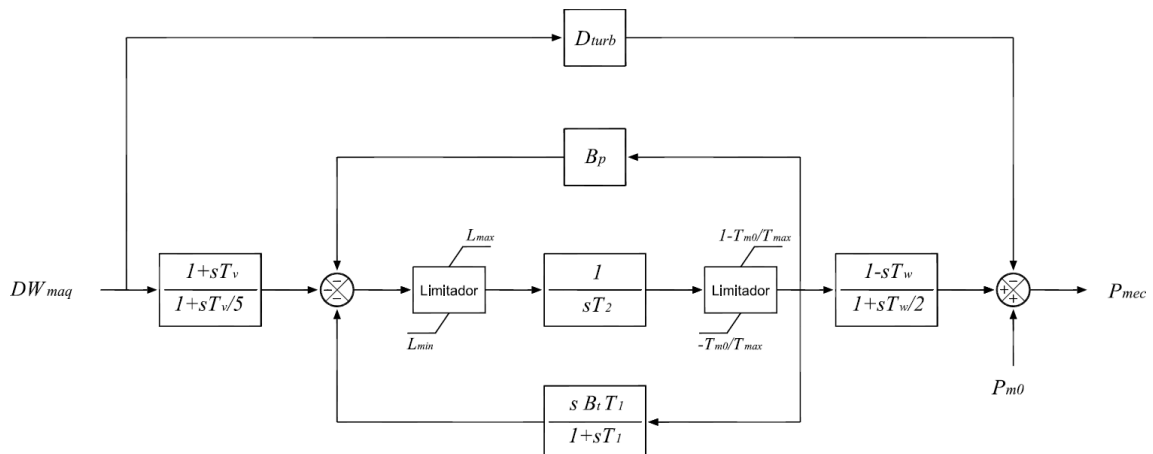 D_turb
B_p
L_max
1-T_m0/T_max
DW_maq
1+sT_v
1+sT_v/5
−
− −
Limitador
1
sT_2
Limitador
1-sT_w
1+sT_w/2
−
+ +
P_mec
L_min
-T_m0/T_max
P_m0
s B_t T_1
1+sT_1